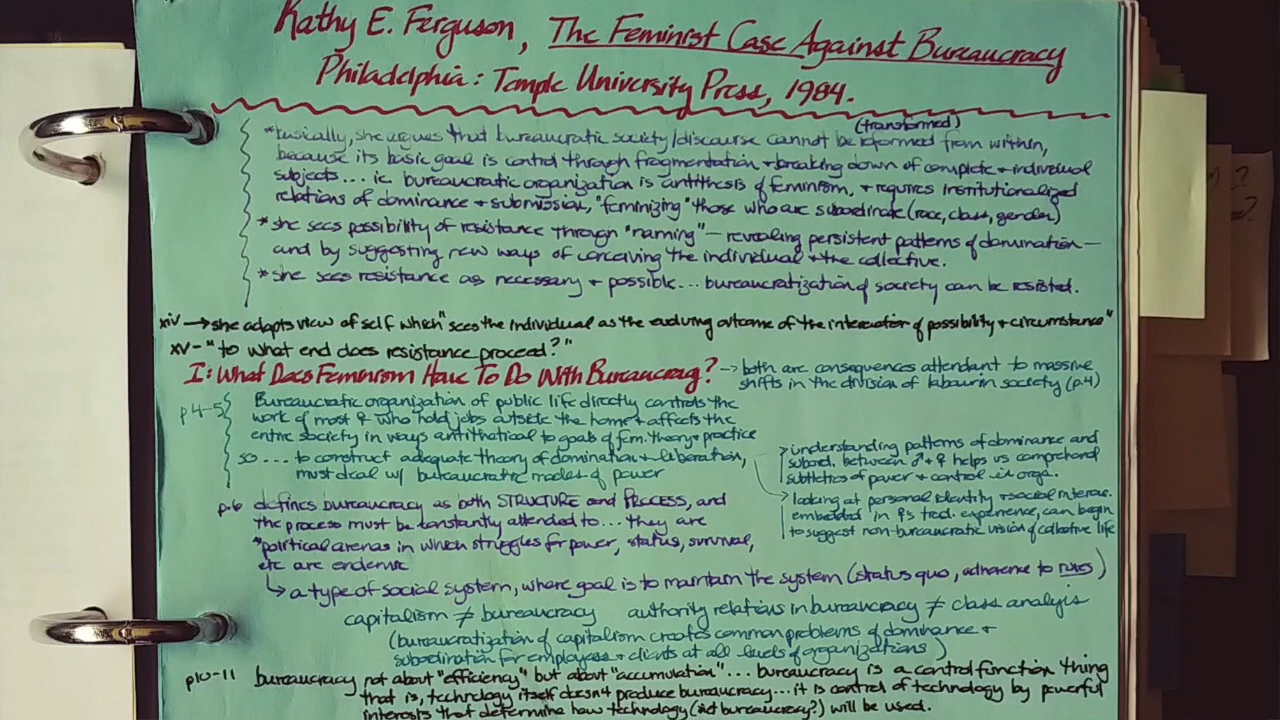 Kathy E. Ferguson, The Feminist Case Against Bureaucracy
Philadelphia: Temple University Press, 1984.
(transformed)
*basically, she argues that bureaucratic society/discourse cannot be reformed from within,
because its basic goal is control through fragmentation + breaking down of complete + individual
subjects... ie bureaucratic organization is antithesis of feminism, + requires institutionalized
relations of dominance + submission, "feminizing" those who are subordinate (race, class, gender)
*she sees possibility of resistance through "naming" — revealing persistent patterns of domination —
and by suggesting new ways of conceiving the individual + the collective.
*she sees resistance as necessary + possible... bureaucratization of society can be resisted.
xiv → she adapts view of self which "sees the individual as the evolving outcome of the interaction of possibility + circumstance"
xv - "to what end does resistance proceed?"
I: What Does Feminism Have To Do With Bureaucracy?
→ both are consequences attendant to massive
shifts in the division of labour in society (p.4)
p4-5
Bureaucratic organization of public life directly controls the
work of most ♀ who hold jobs outside the home + affects the
entire society in ways antithetical to goals of fem. theory + practice
so.... to construct adequate theory of domination + liberation,
must deal w/ bureaucratic modes of power
> understanding patterns of dominance and
subord. between ♂ + ♀ helps us comprehend
subtleties of power + control in orgs.
> looking at personal identity + social interac.
embedded in ♀s trad. experience, can begin
to suggest non-bureaucratic vision of collective life
p.6 defines bureaucracy as both STRUCTURE and PROCESS, and
the process must be constantly attended to... they are
"political arenas in which struggles for power, status, survival,
etc are endemic
↳ a type of social system, where goal is to maintain the system (status quo, adherence to rules)
capitalism ≠ bureaucracy authority relations in bureaucracy ≠ class analysis
(bureaucratization of capitalism creates common problems of dominance +
subordination for employees + clients at all levels of organizations)
p10-11 bureaucracy not about "efficiency" but about "accumulation"... bureaucracy is a control function thing
that is, technology itself doesn't produce bureaucracy... it is control of technology by powerful
interests that determine how technology (+ bureaucracy?) will be used.